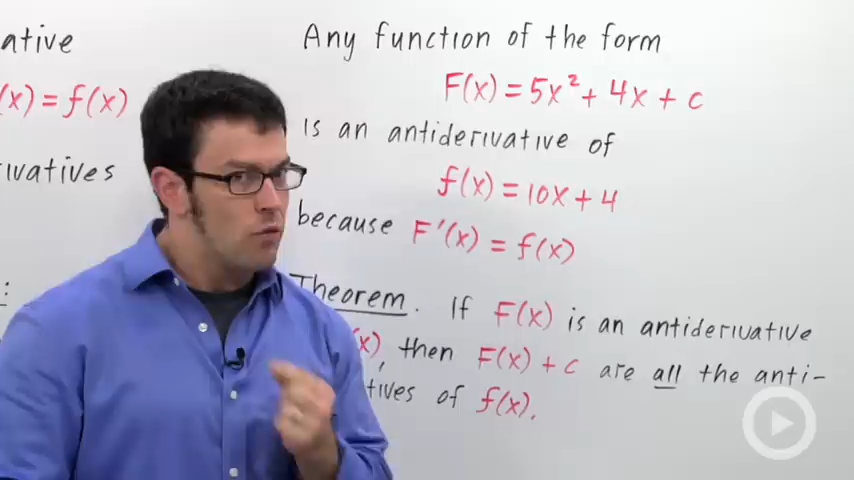 ative
(x) = f(x)
ivatives
:
Any function of the form
F(x) = 5x² + 4x + c
is an antiderivative of
f(x) = 10x + 4
because F'(x) = f(x)
Theorem. If F(x) is an antiderivative
(x), then F(x) + c are all the anti-
tives of f(x).